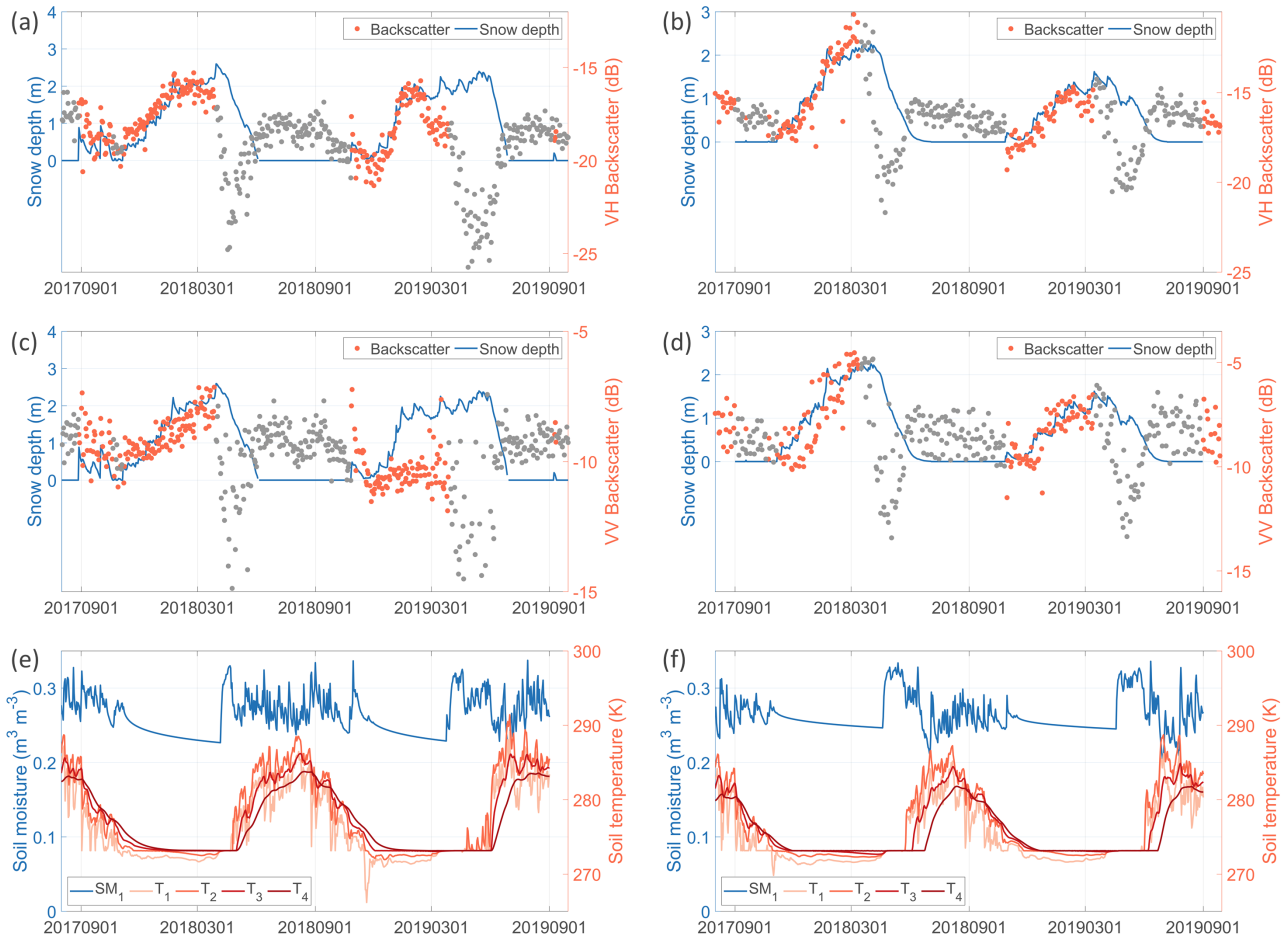 (a)
4
3
2
1
0
Snow depth (m)
Backscatter Snow depth
-15
-20
-25
VH Backscatter (dB)
20170901 20180301 20180901 20190301 20190901
(b)
3
2
1
0
Snow depth (m)
Backscatter Snow depth
-15
-20
-25
VH Backscatter (dB)
20170901 20180301 20180901 20190301 20190901
(c)
4
3
2
1
0
Snow depth (m)
Backscatter Snow depth
-5
-10
-15
VV Backscatter (dB)
20170901 20180301 20180901 20190301 20190901
(d)
3
2
1
0
Snow depth (m)
Backscatter Snow depth
-5
-10
-15
VV Backscatter (dB)
20170901 20180301 20180901 20190301 20190901
(e)
0.3
0.2
0.1
0
Soil moisture (m³ m⁻³)
300
290
280
270
Soil temperature (K)
SM₁ T₁ T₂ T₃ T₄
20170901 20180301 20180901 20190301 20190901
(f)
0.3
0.2
0.1
0
Soil moisture (m³ m⁻³)
300
290
280
270
Soil temperature (K)
SM₁ T₁ T₂ T₃ T₄
20170901 20180301 20180901 20190301 20190901